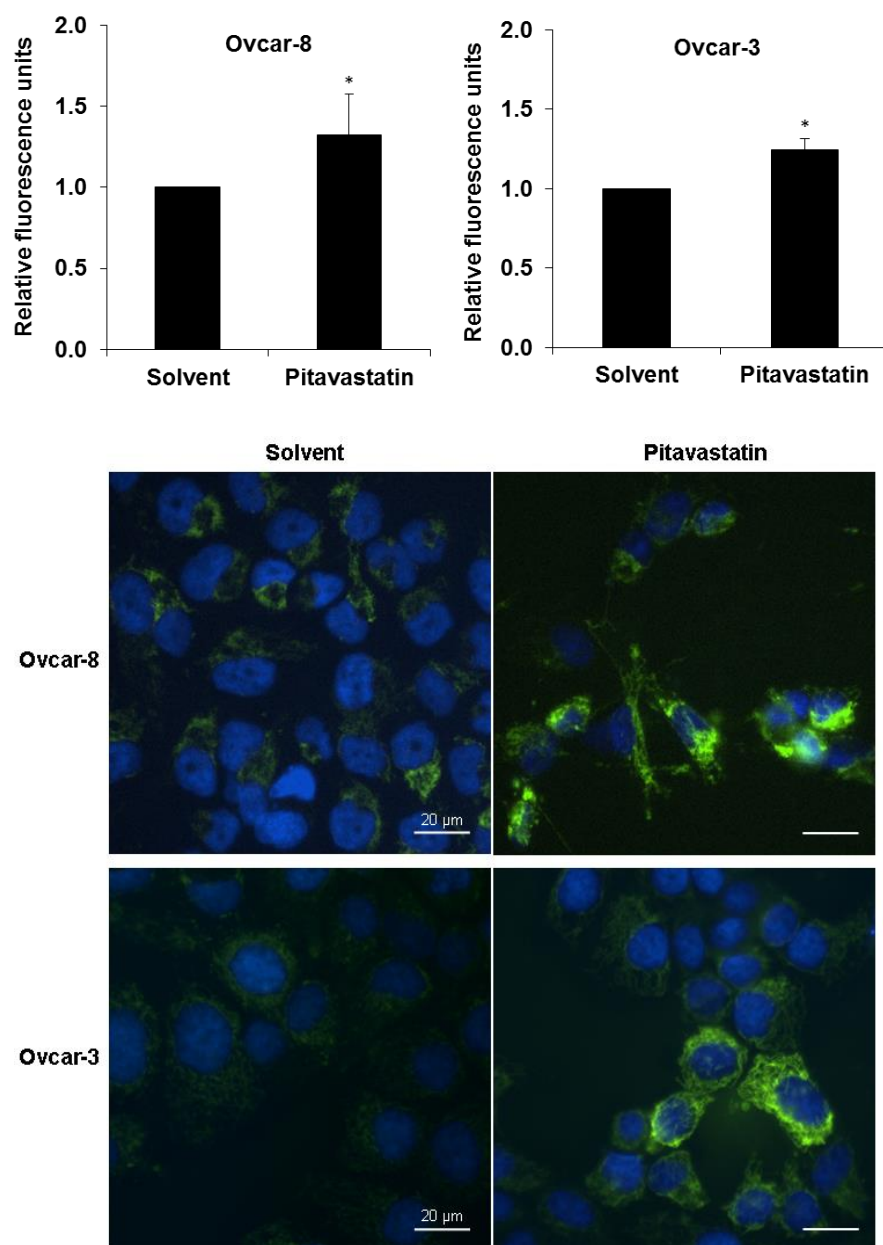 Ovcar-8
Relative fluorescence units
2.0
1.5
1.0
0.5
0.0
*
Solvent Pitavastatin
Ovcar-3
Relative fluorescence units
2.0
1.5
1.0
0.5
0.0
*
Solvent Pitavastatin
Solvent Pitavastatin
Ovcar-8
20 µm
Ovcar-3
20 µm